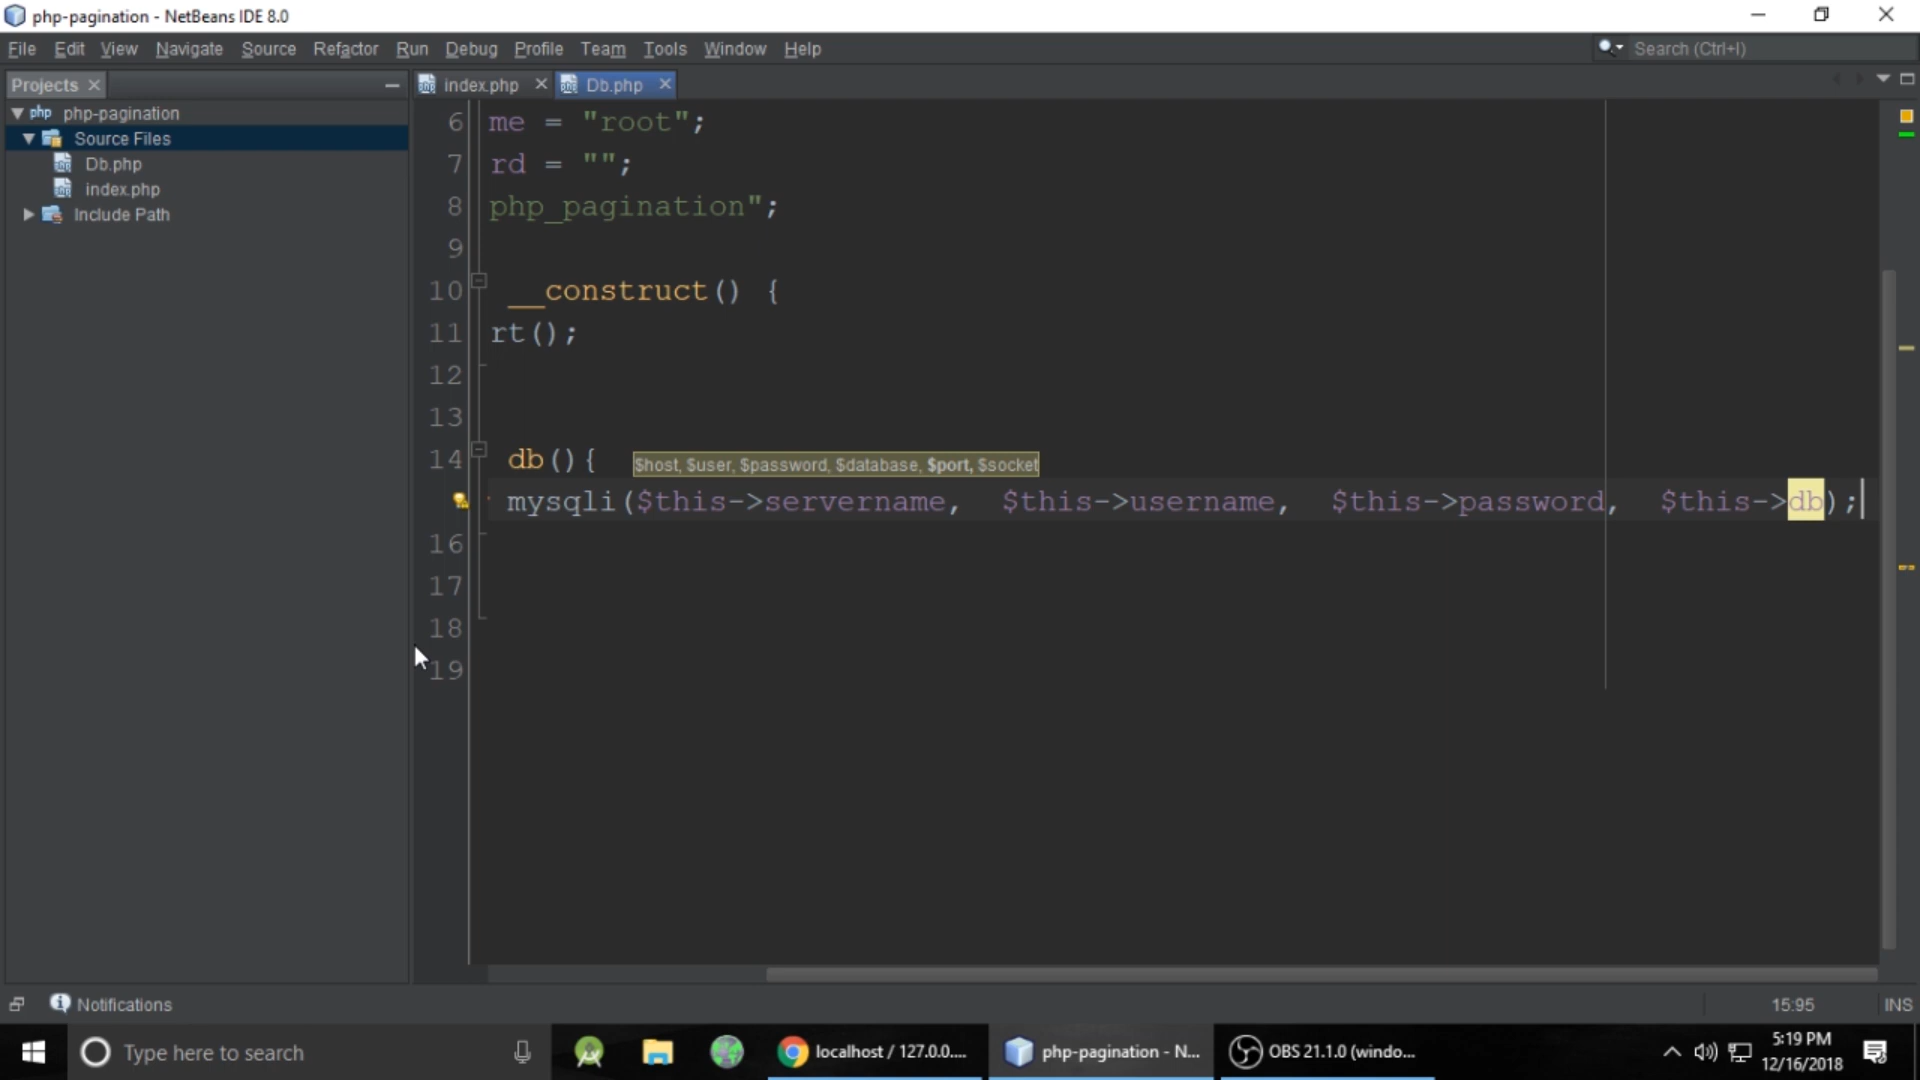 php-pagination - NetBeans IDE 8.0
File Edit View Navigate Source Refactor Run Debug Profile Team Tools Window Help
Search (Ctrl+I)
Projects
index.php
Db.php
php-pagination
Source Files
Db.php
index.php
Include Path
6 me = "root";
7 rd = "";
8 php_pagination";
9
10 __construct() {
11 rt();
12
13
14 db(){
$host, $user, $password, $database, $port, $socket
mysqli($this->servername, $this->username, $this->password, $this->db);
16
17
18
19
Notifications
15:95
INS
Type here to search
localhost / 127.0.0....
php-pagination - N...
OBS 21.1.0 (windo...
5:19 PM
12/16/2018